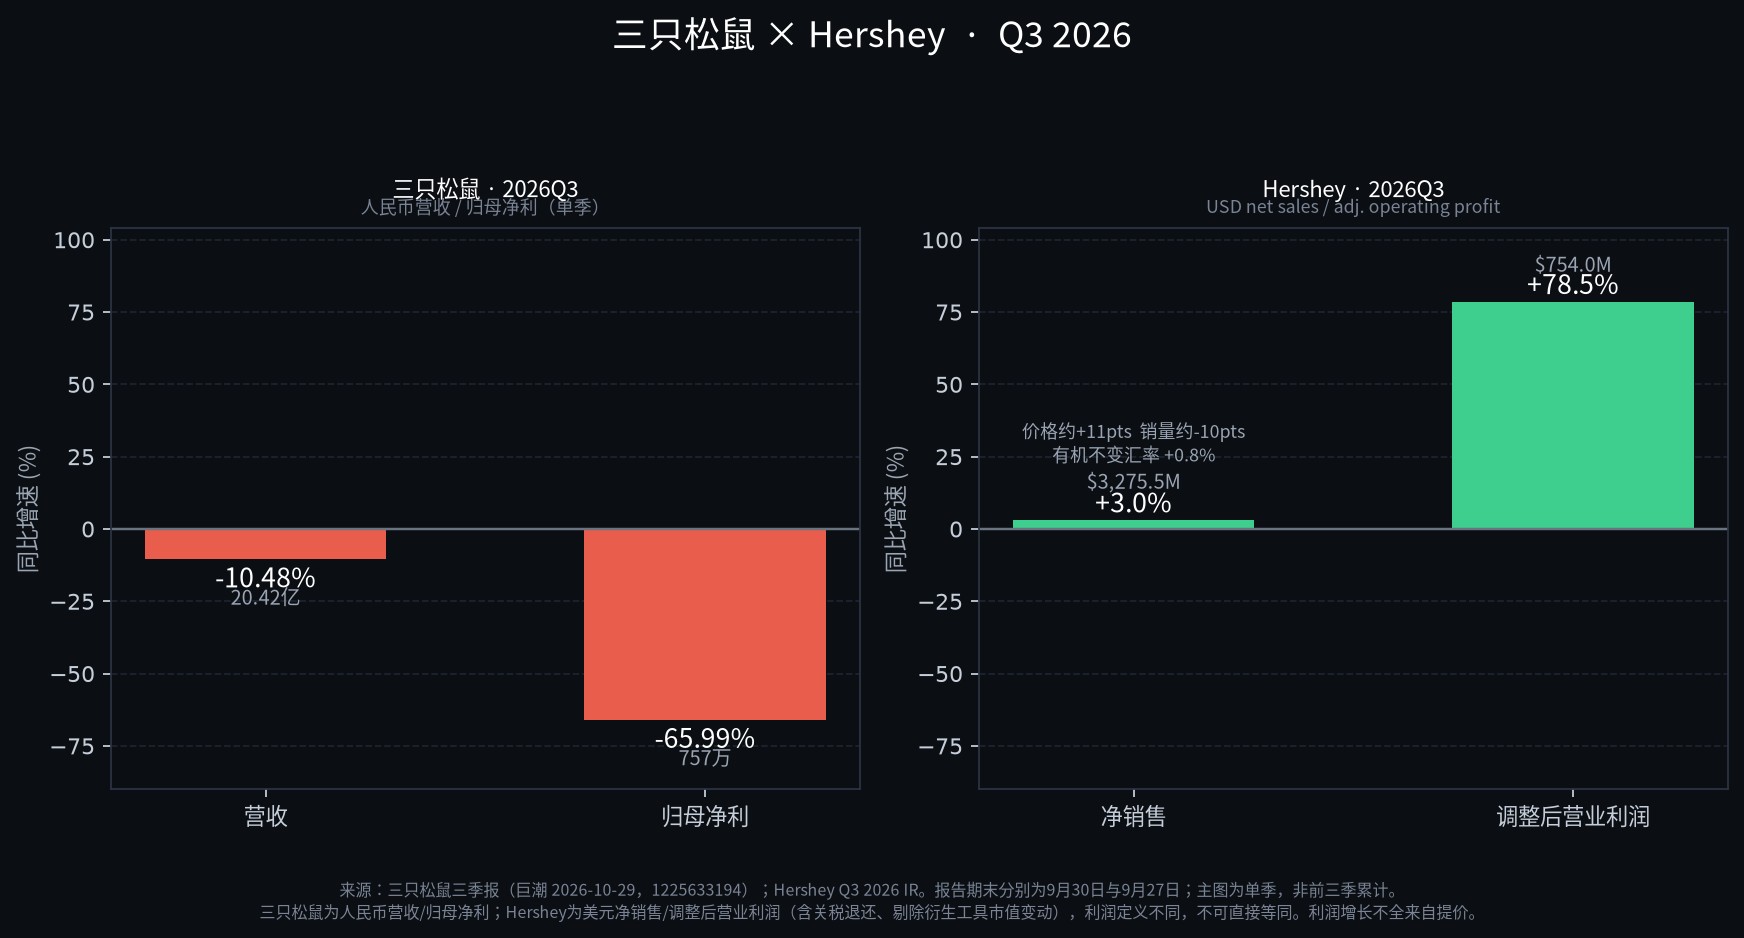 三只松鼠 × Hershey · Q3 2026
三只松鼠 · 2026Q3
人民币营收 / 归母净利（单季）
同比增速 (%)
100
75
50
25
0
−25
−50
−75
-10.48%
20.42亿
-65.99%
757万
营收
归母净利
Hershey · 2026Q3
USD net sales / adj. operating profit
同比增速 (%)
100
75
50
25
0
−25
−50
−75
$754.0M
+78.5%
价格约+11pts 销量约-10pts
有机不变汇率 +0.8%
$3,275.5M
+3.0%
净销售
调整后营业利润
来源：三只松鼠三季报（巨潮 2026-10-29，1225633194）；Hershey Q3 2026 IR。报告期末分别为9月30日与9月27日；主图为单季，非前三季累计。
三只松鼠为人民币营收/归母净利；Hershey为美元净销售/调整后营业利润（含关税退还、剔除衍生工具市值变动），利润定义不同，不可直接等同。利润增长不全来自提价。